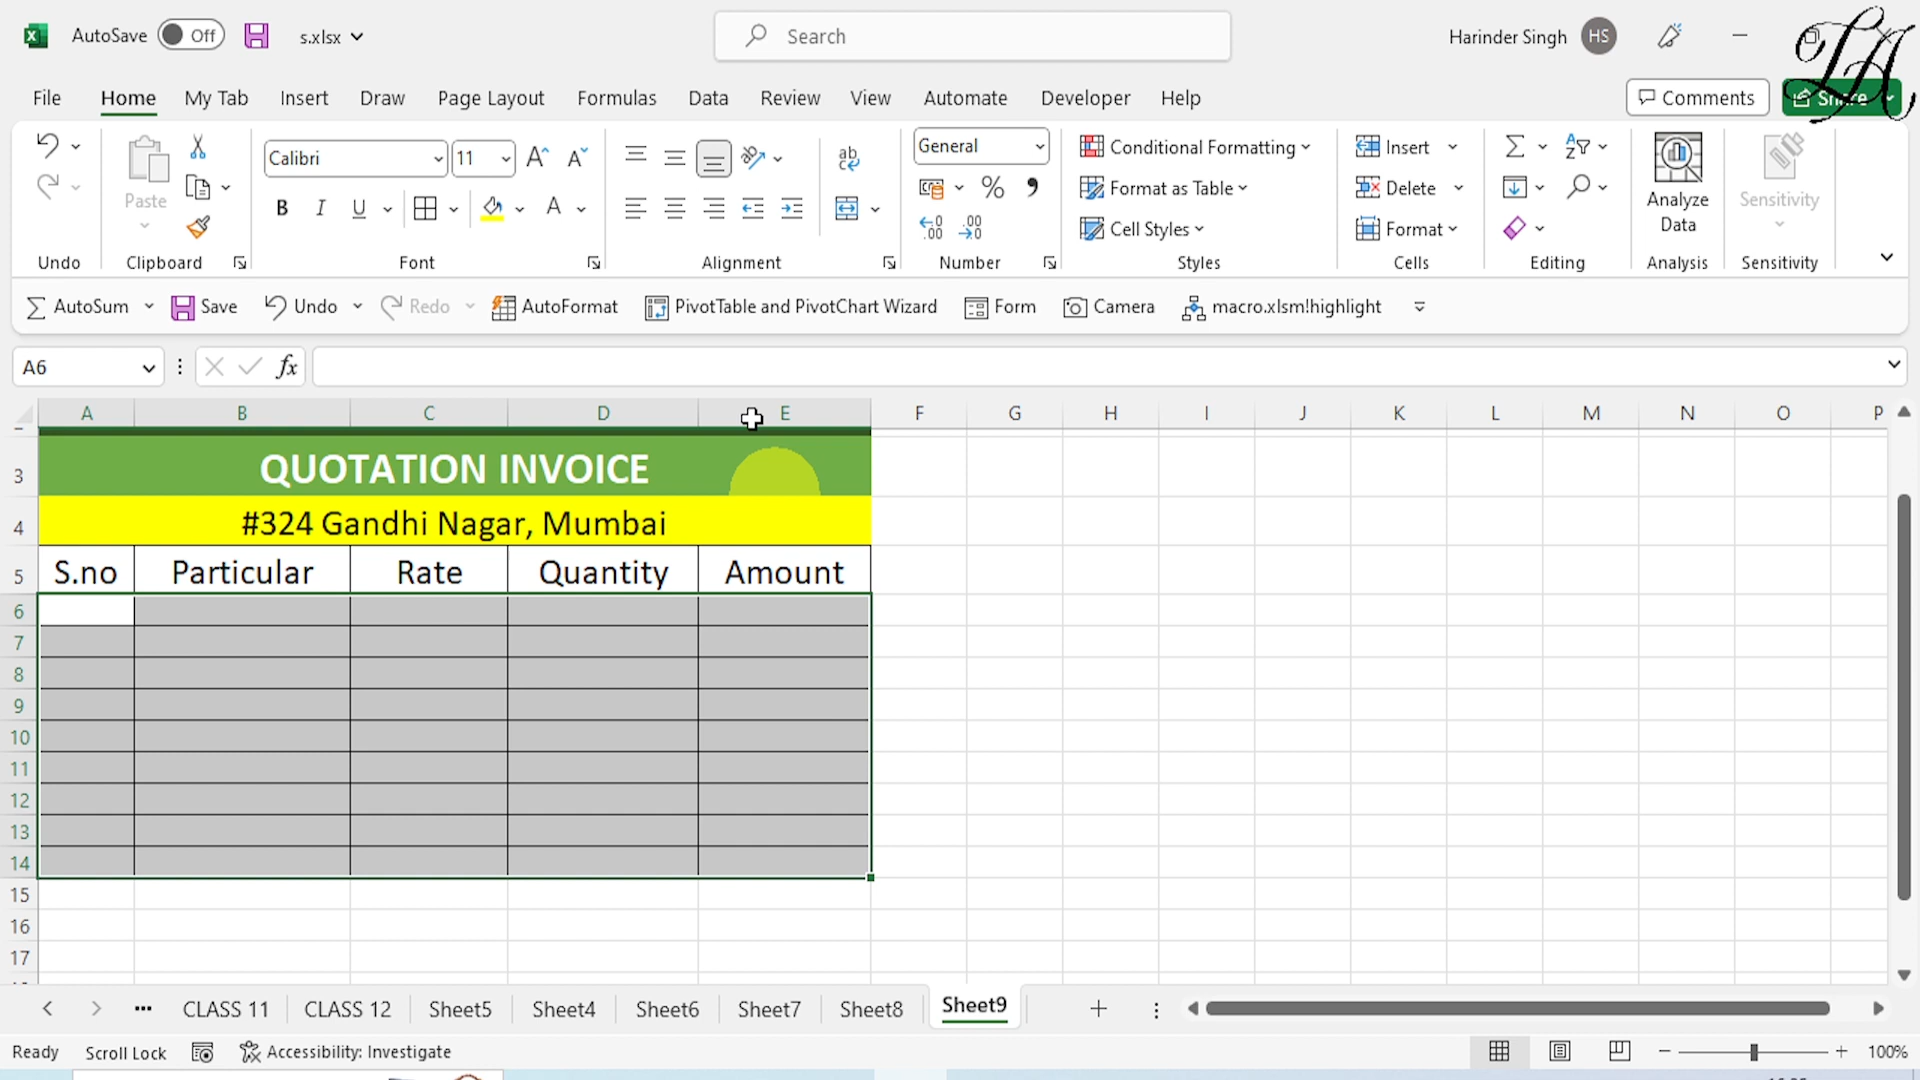 AutoSave Off s.xlsx Search Harinder Singh HS
LA
File Home My Tab Insert Draw Page Layout Formulas Data Review View Automate Developer Help Comments Share
Paste Calibri 11 ab General Conditional Formatting Insert
Format as Table Delete
B I U A % Cell Styles Format
Analyze Data Sensitivity
Undo Clipboard Font Alignment Number Styles Cells Editing Analysis Sensitivity
AutoSum Save Undo Redo AutoFormat PivotTable and PivotChart Wizard Form Camera macro.xlsm!highlight
A6 fx
A B C D E F G H I J K L M N O P
3 QUOTATION INVOICE
4 #324 Gandhi Nagar, Mumbai
5 S.no Particular Rate Quantity Amount
6
7
8
9
10
11
12
13
14
15
16
17
CLASS 11 CLASS 12 Sheet5 Sheet4 Sheet6 Sheet7 Sheet8 Sheet9
Ready Scroll Lock Accessibility: Investigate 100%